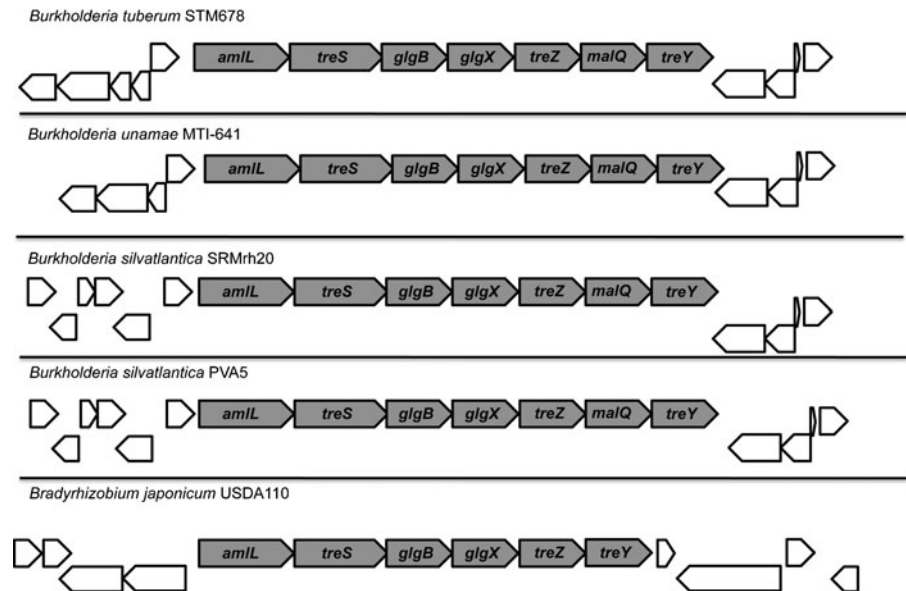 Burkholderia tuberum STM678
amlL treS glgB glgX treZ malQ treY
Burkholderia unamae MTI-641
amlL treS glgB glgX treZ malQ treY
Burkholderia silvatlantica SRMrh20
amlL treS glgB glgX treZ malQ treY
Burkholderia silvatlantica PVA5
amlL treS glgB glgX treZ malQ treY
Bradyrhizobium japonicum USDA110
amlL treS glgB glgX treZ treY